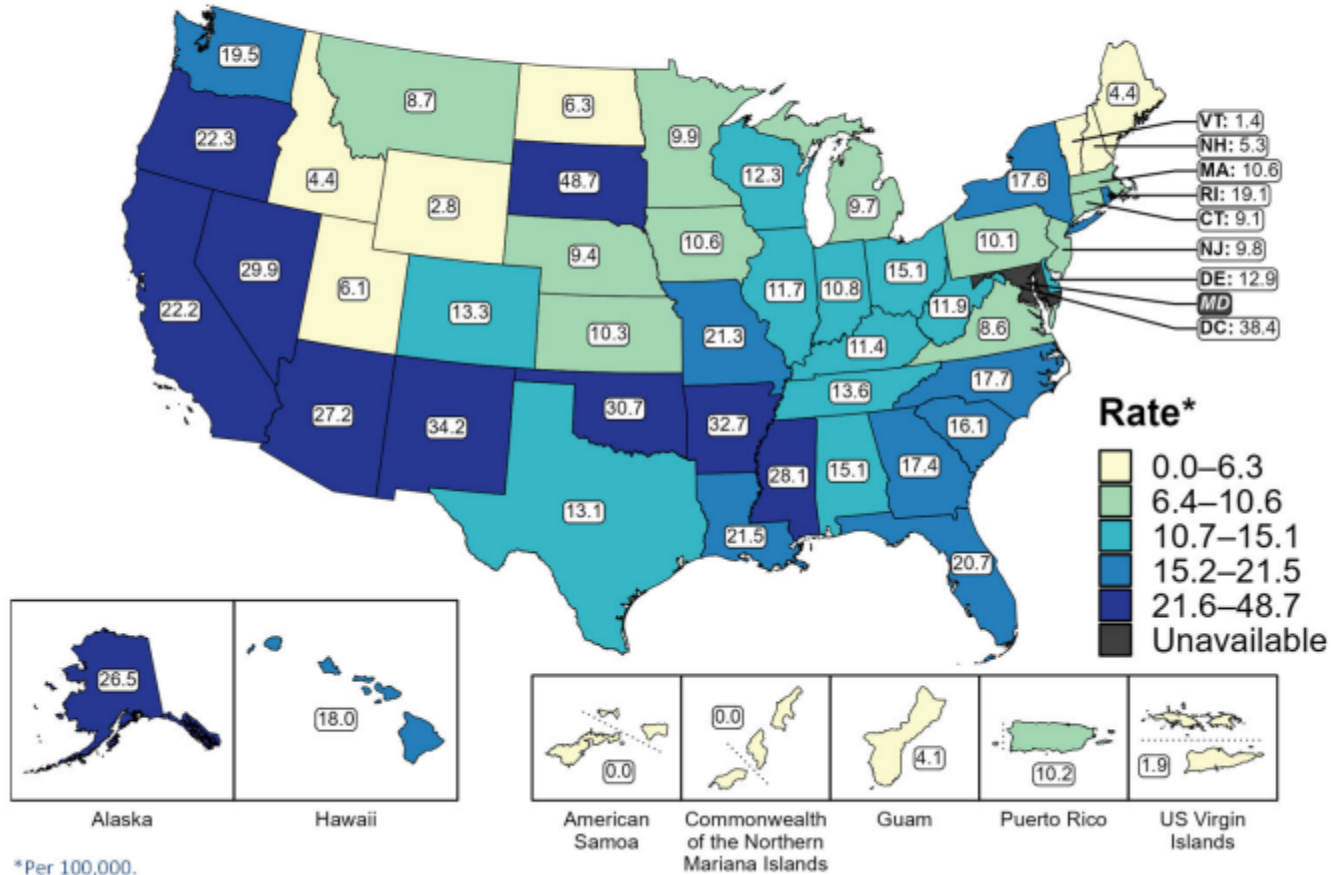 19.5
8.7
6.3
9.9
4.4
22.3
4.4
2.8
48.7
12.3
9.7
17.6
VT: 1.4
NH: 5.3
MA: 10.6
RI: 19.1
CT: 9.1
NJ: 9.8
DE: 12.9
MD
DC: 38.4
22.2
29.9
6.1
13.3
9.4
10.3
10.6
21.3
11.7
10.8
15.1
10.1
11.9
8.6
11.4
13.6
17.7
16.1
27.2
34.2
30.7
32.7
28.1
15.1
17.4
13.1
21.5
20.7
Rate*
0.0–6.3
6.4–10.6
10.7–15.1
15.2–21.5
21.6–48.7
Unavailable
26.5
18.0
0.0
0.0
4.1
10.2
1.9
Alaska
Hawaii
American
Samoa
Commonwealth
of the Northern
Mariana Islands
Guam
Puerto Rico
US Virgin
Islands
*Per 100,000.